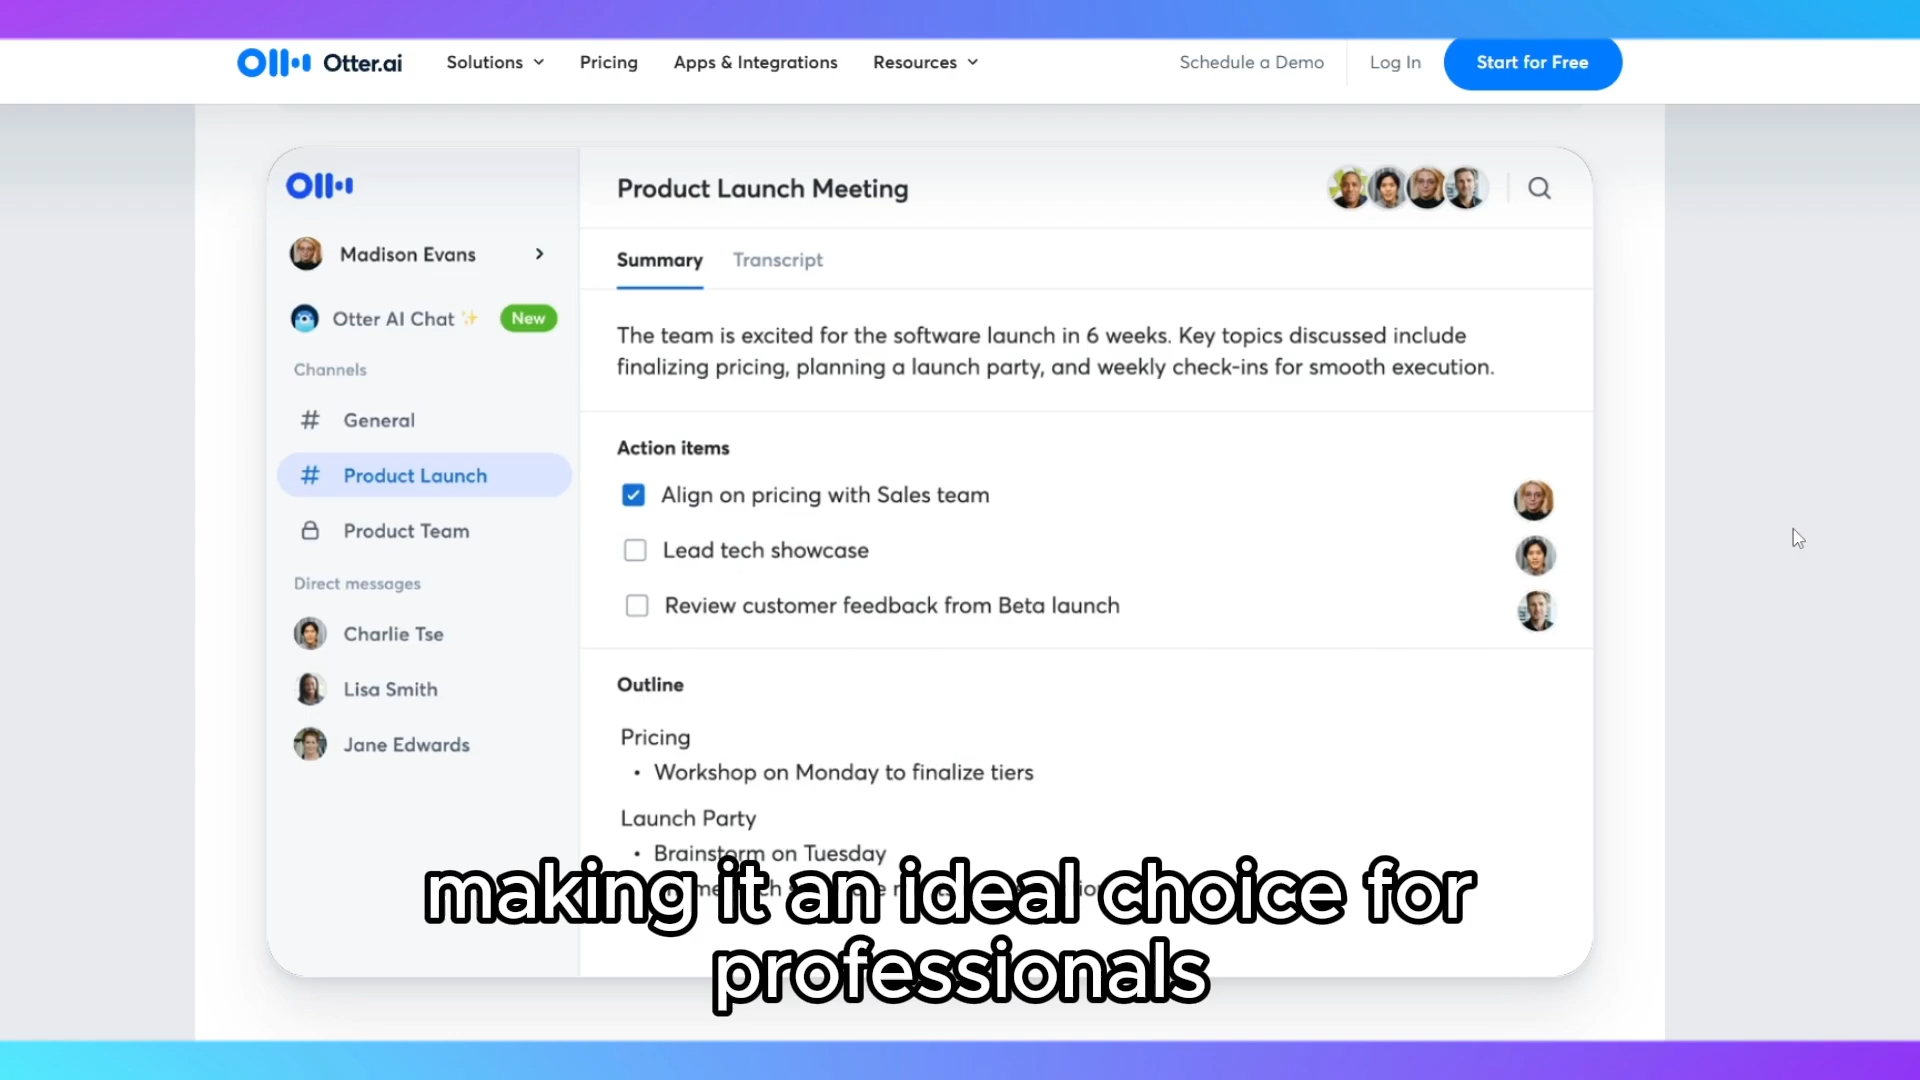 Otter.ai Solutions Pricing Apps & Integrations Resources Schedule a Demo Log In Start for Free
Product Launch Meeting
Madison Evans
Otter AI Chat New
Channels
# General
# Product Launch
Product Team
Direct messages
Charlie Tse
Lisa Smith
Jane Edwards
Summary Transcript
The team is excited for the software launch in 6 weeks. Key topics discussed include
finalizing pricing, planning a launch party, and weekly check-ins for smooth execution.
Action items
Align on pricing with Sales team
Lead tech showcase
Review customer feedback from Beta launch
Outline
Pricing
• Workshop on Monday to finalize tiers
Launch Party
• Brainstorm on Tuesday
making it an ideal choice for
professionals